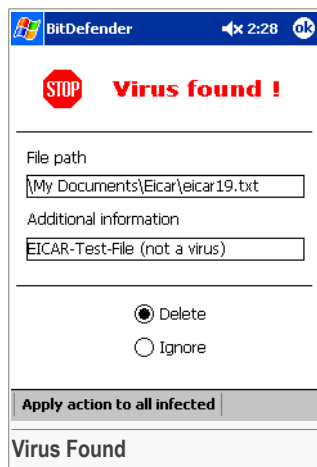 BitDefender 2:28 ok
STOP Virus found !
File path
\My Documents\Eicar\eicar19.txt
Additional information
EICAR-Test-File (not a virus)
Delete
Ignore
Apply action to all infected
Virus Found